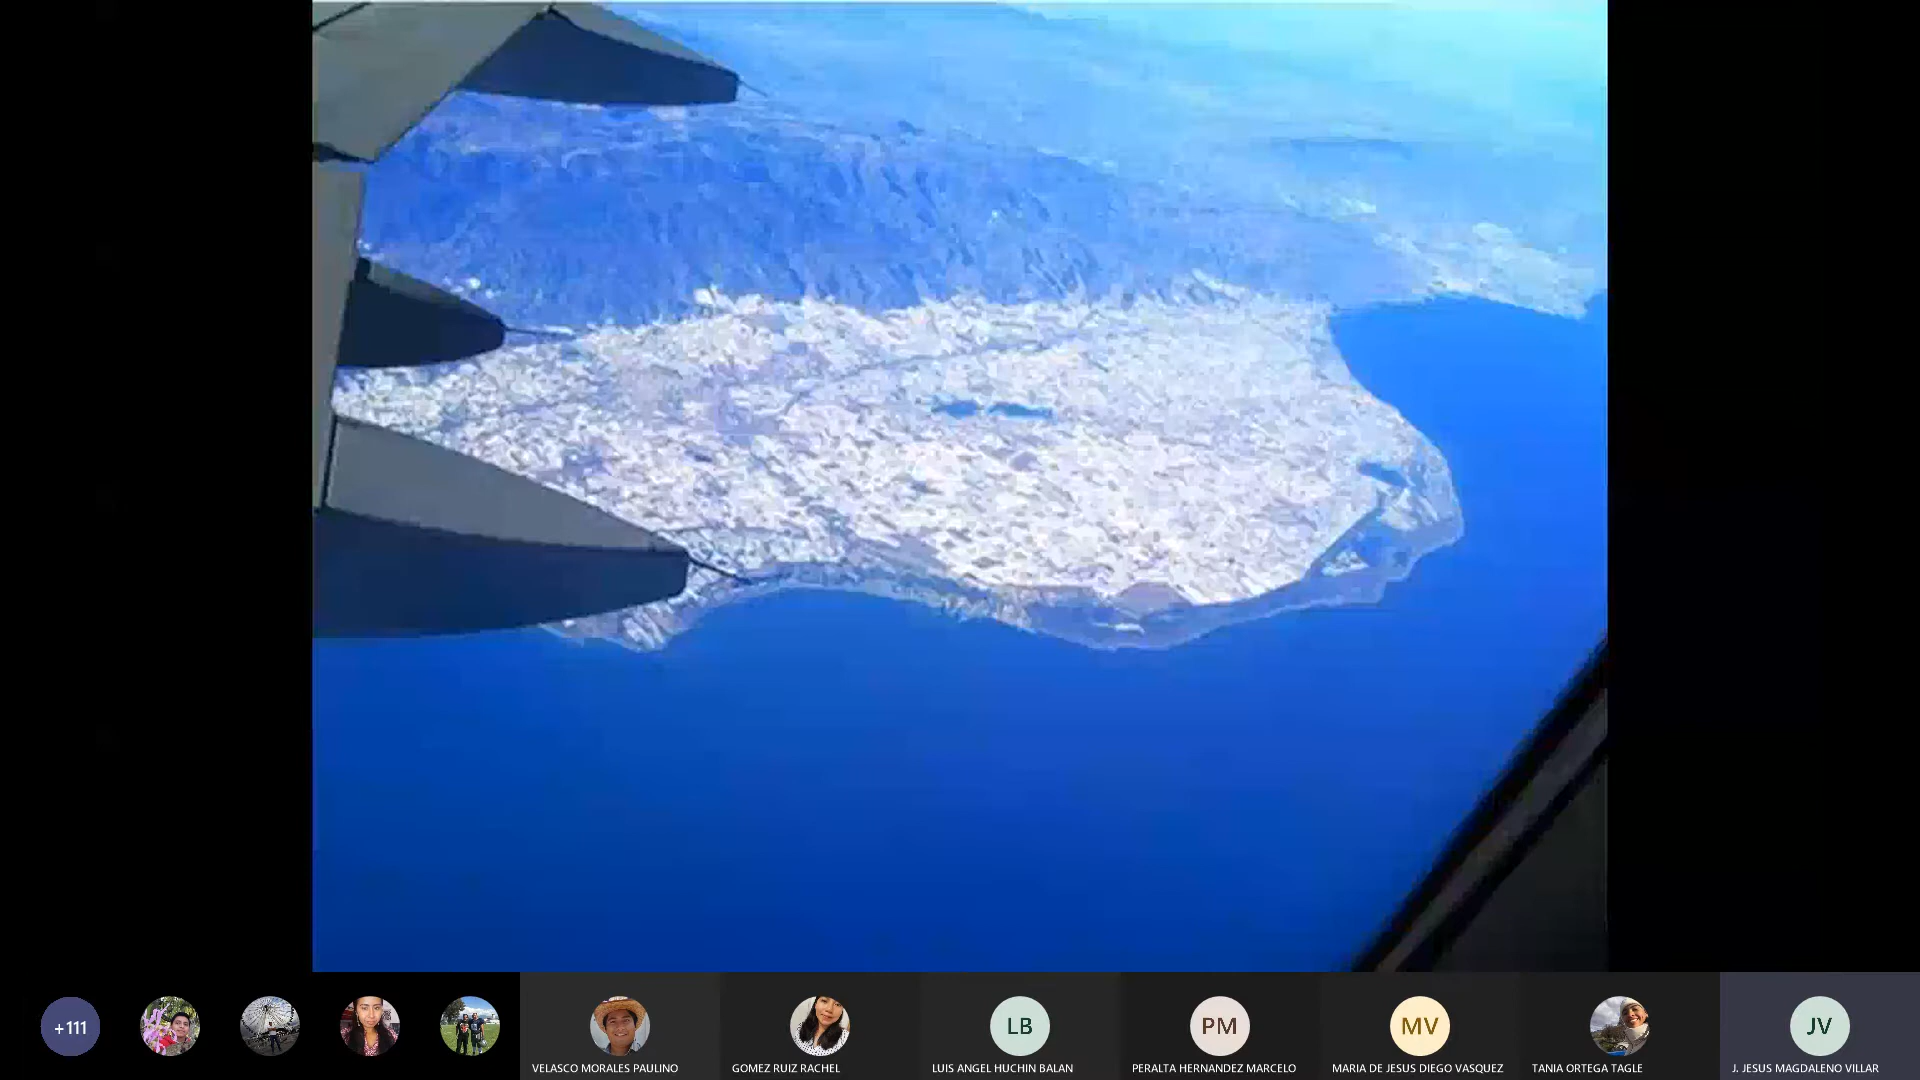 +111
VELASCO MORALES PAULINO
GOMEZ RUIZ RACHEL
LB
LUIS ANGEL HUCHIN BALAN
PM
PERALTA HERNANDEZ MARCELO
MV
MARIA DE JESUS DIEGO VASQUEZ
TANIA ORTEGA TAGLE
JV
J. JESUS MAGDALENO VILLAR